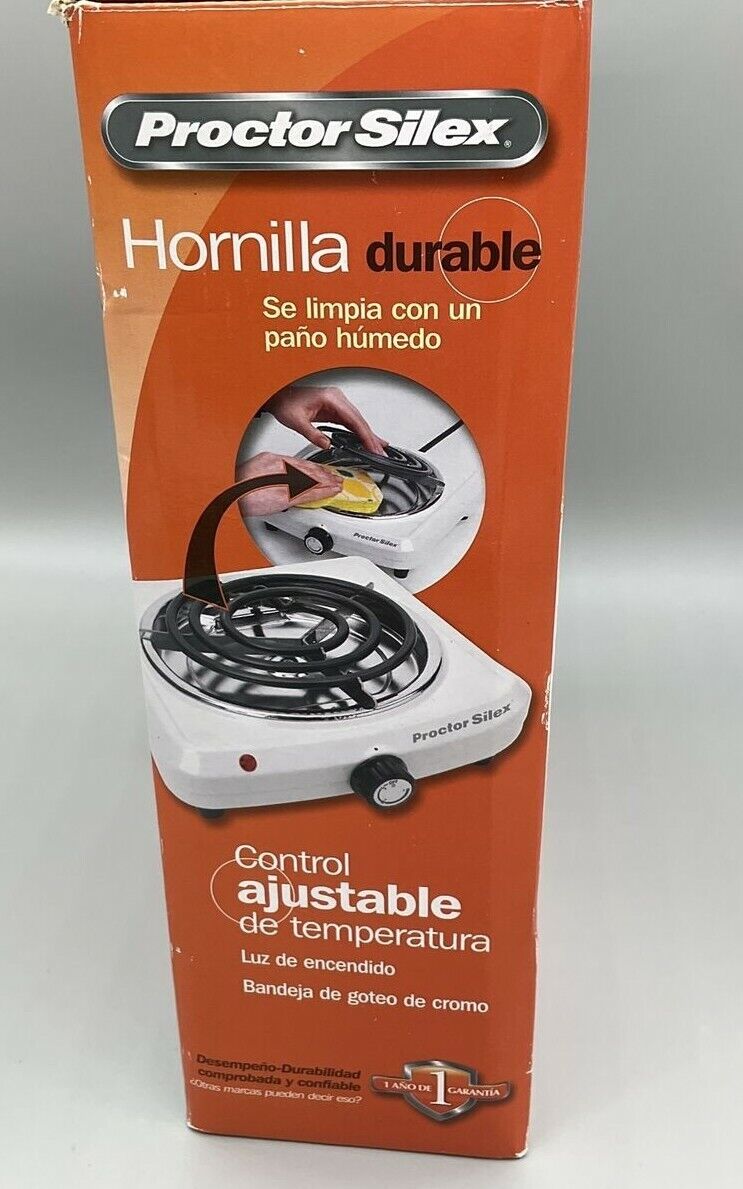 Proctor Silex®
Hornilla durable
Se limpia con un
paño húmedo
Proctor Silex
Proctor Silex
Control
ajustable
de temperatura
Luz de encendido
Bandeja de goteo de cromo
Desempeño-Durabilidad
comprobada y confiable
¿Otras marcas pueden decir eso?
1 AÑO DE 1 GARANTÍA